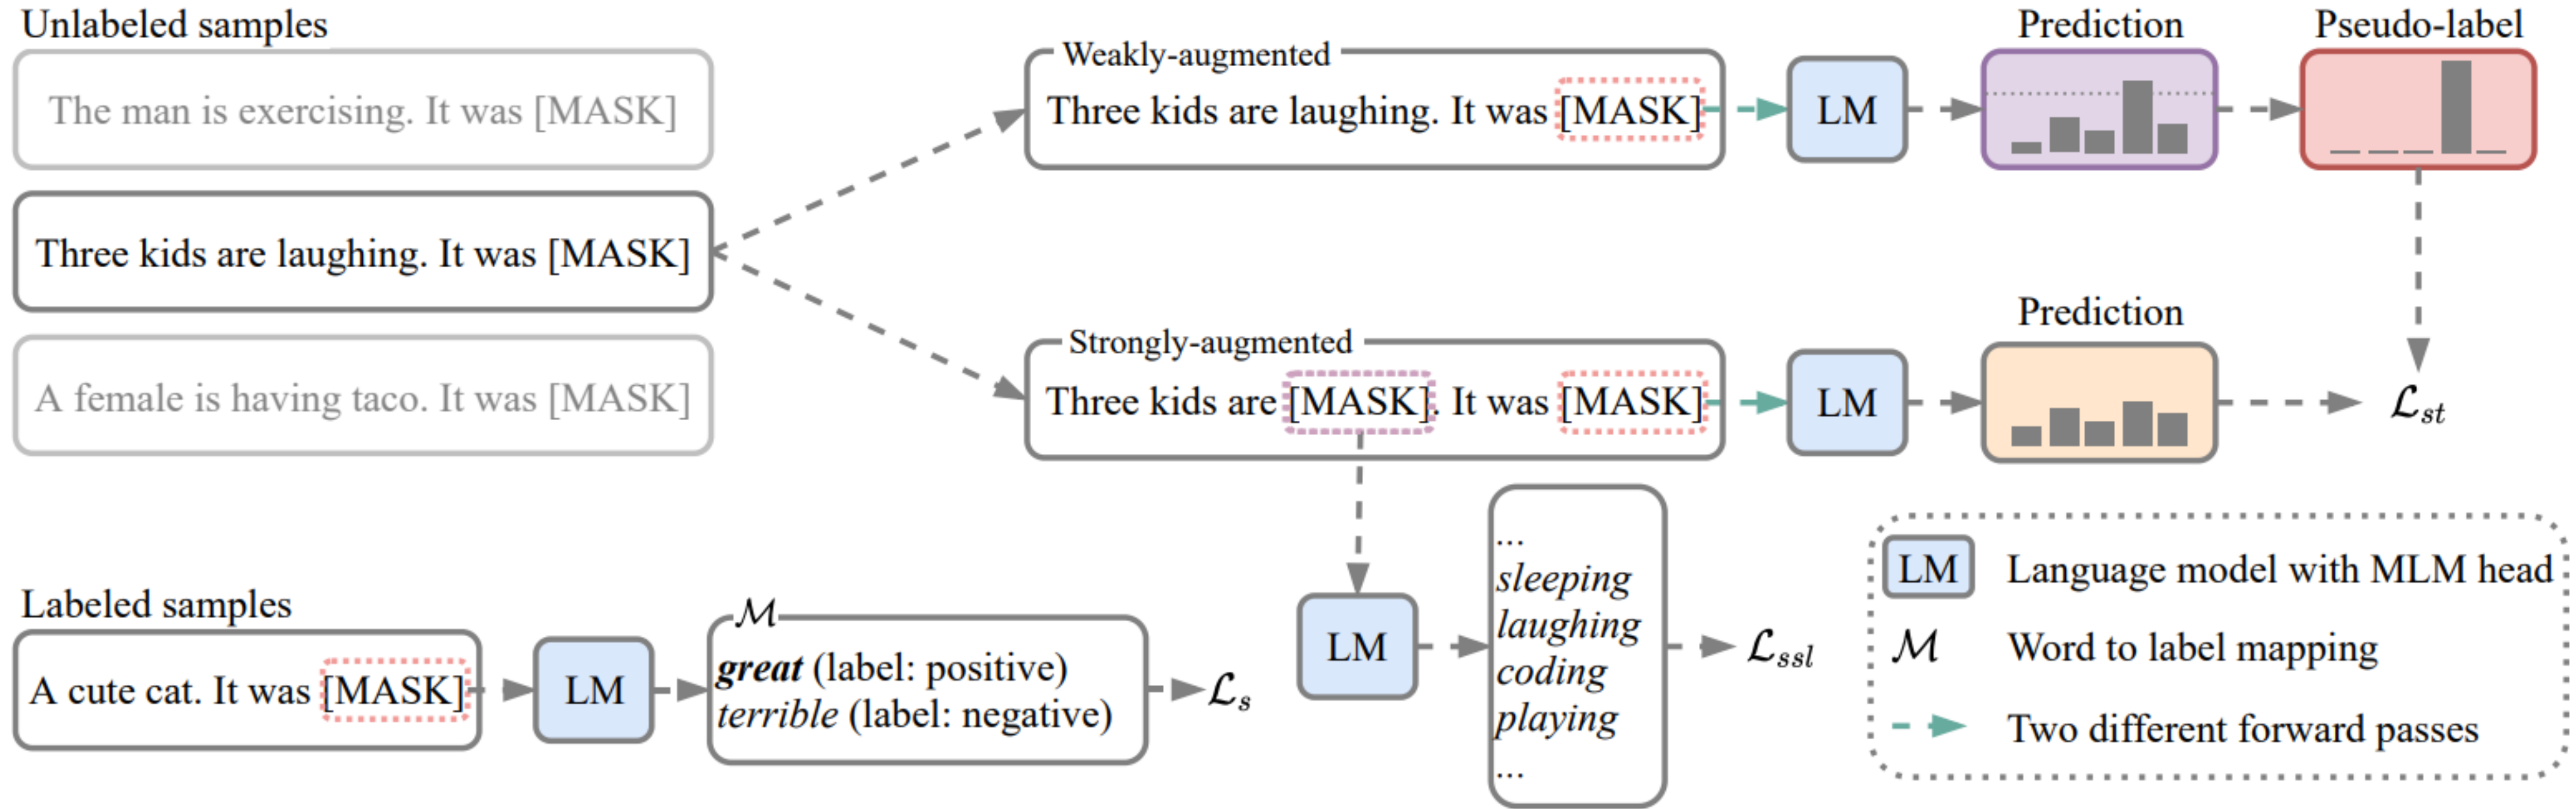 Unlabeled samples
The man is exercising. It was [MASK]
Three kids are laughing. It was [MASK]
A female is having taco. It was [MASK]
Weakly-augmented
Three kids are laughing. It was [MASK]
LM
Prediction
Pseudo-label
Strongly-augmented
Three kids are [MASK]. It was [MASK]
LM
Prediction
ℒst
LM
...
sleeping
laughing
coding
playing
...
ℒssl
Labeled samples
A cute cat. It was [MASK]
LM
ℳ
great (label: positive)
terrible (label: negative)
ℒs
LM Language model with MLM head
ℳ Word to label mapping
Two different forward passes